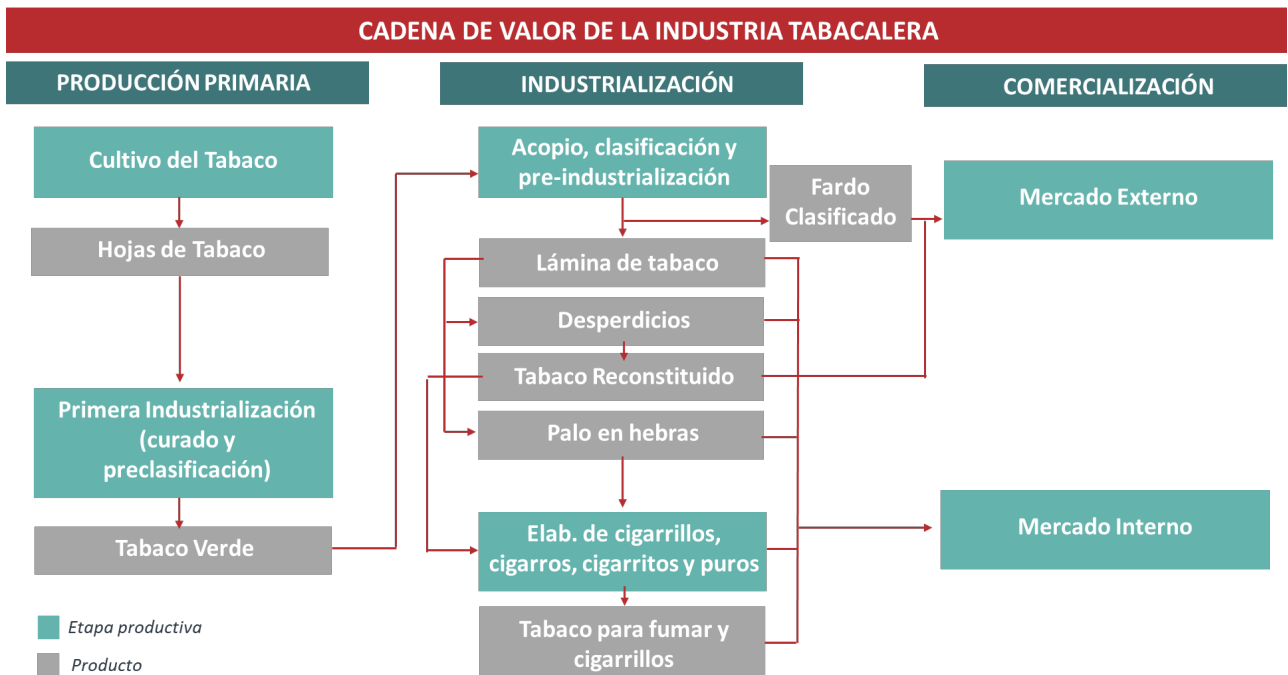 CADENA DE VALOR DE LA INDUSTRIA TABACALERA
PRODUCCIÓN PRIMARIA
INDUSTRIALIZACIÓN
COMERCIALIZACIÓN
Cultivo del Tabaco
Hojas de Tabaco
Primera Industrialización
(curado y
preclasificación)
Tabaco Verde
Acopio, clasificación y
pre-industrialización
Fardo
Clasificado
Lámina de tabaco
Desperdicios
Tabaco Reconstituido
Palo en hebras
Elab. de cigarrillos,
cigarros, cigarritos y puros
Tabaco para fumar y
cigarrillos
Mercado Externo
Mercado Interno
Etapa productiva
Producto